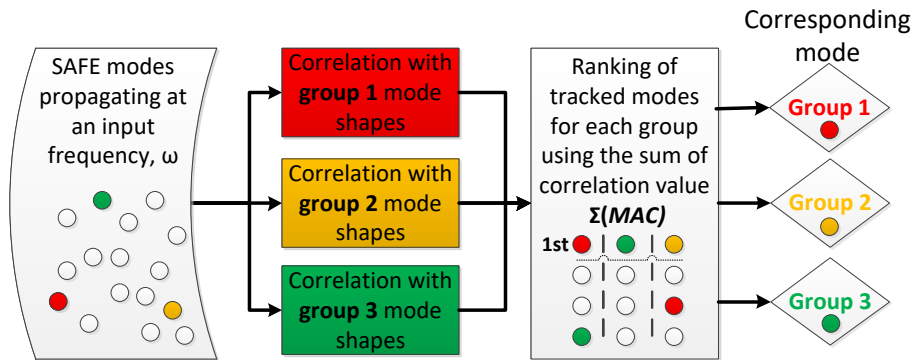 SAFE modes
propagating at
an input
frequency, ω
Correlation with
group 1 mode
shapes
Correlation with
group 2 mode
shapes
Correlation with
group 3 mode
shapes
Ranking of
tracked modes
for each group
using the sum of
correlation value
Σ(MAC)
1st
Corresponding
mode
Group 1
Group 2
Group 3